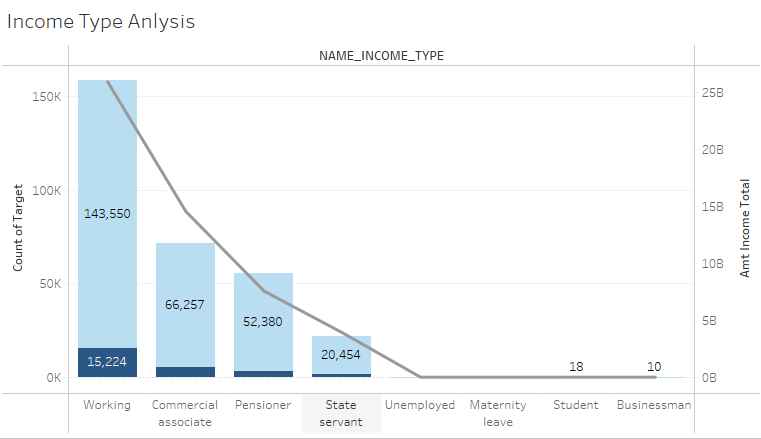 Income Type Anlysis
NAME_INCOME_TYPE
Count of Target
150K
100K
50K
0K
143,550
15,224
66,257
52,380
20,454
18
10
25B
20B
15B
10B
5B
0B
Amt Income Total
Working
Commercial
associate
Pensioner
State
servant
Unemployed
Maternity
leave
Student
Businessman